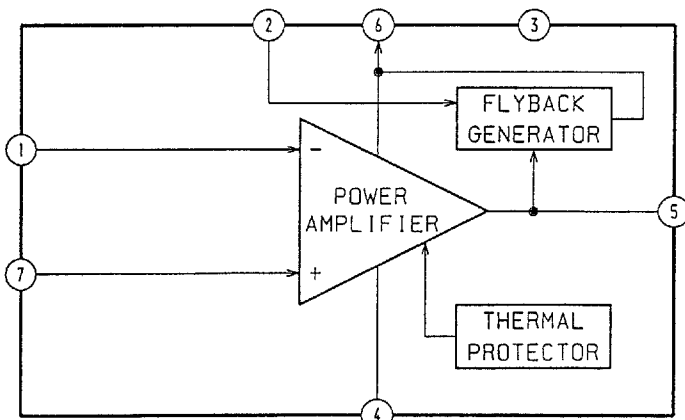 2
6
3
FLYBACK
GENERATOR
1
−
POWER
AMPLIFIER
5
7
+
THERMAL
PROTECTOR
4